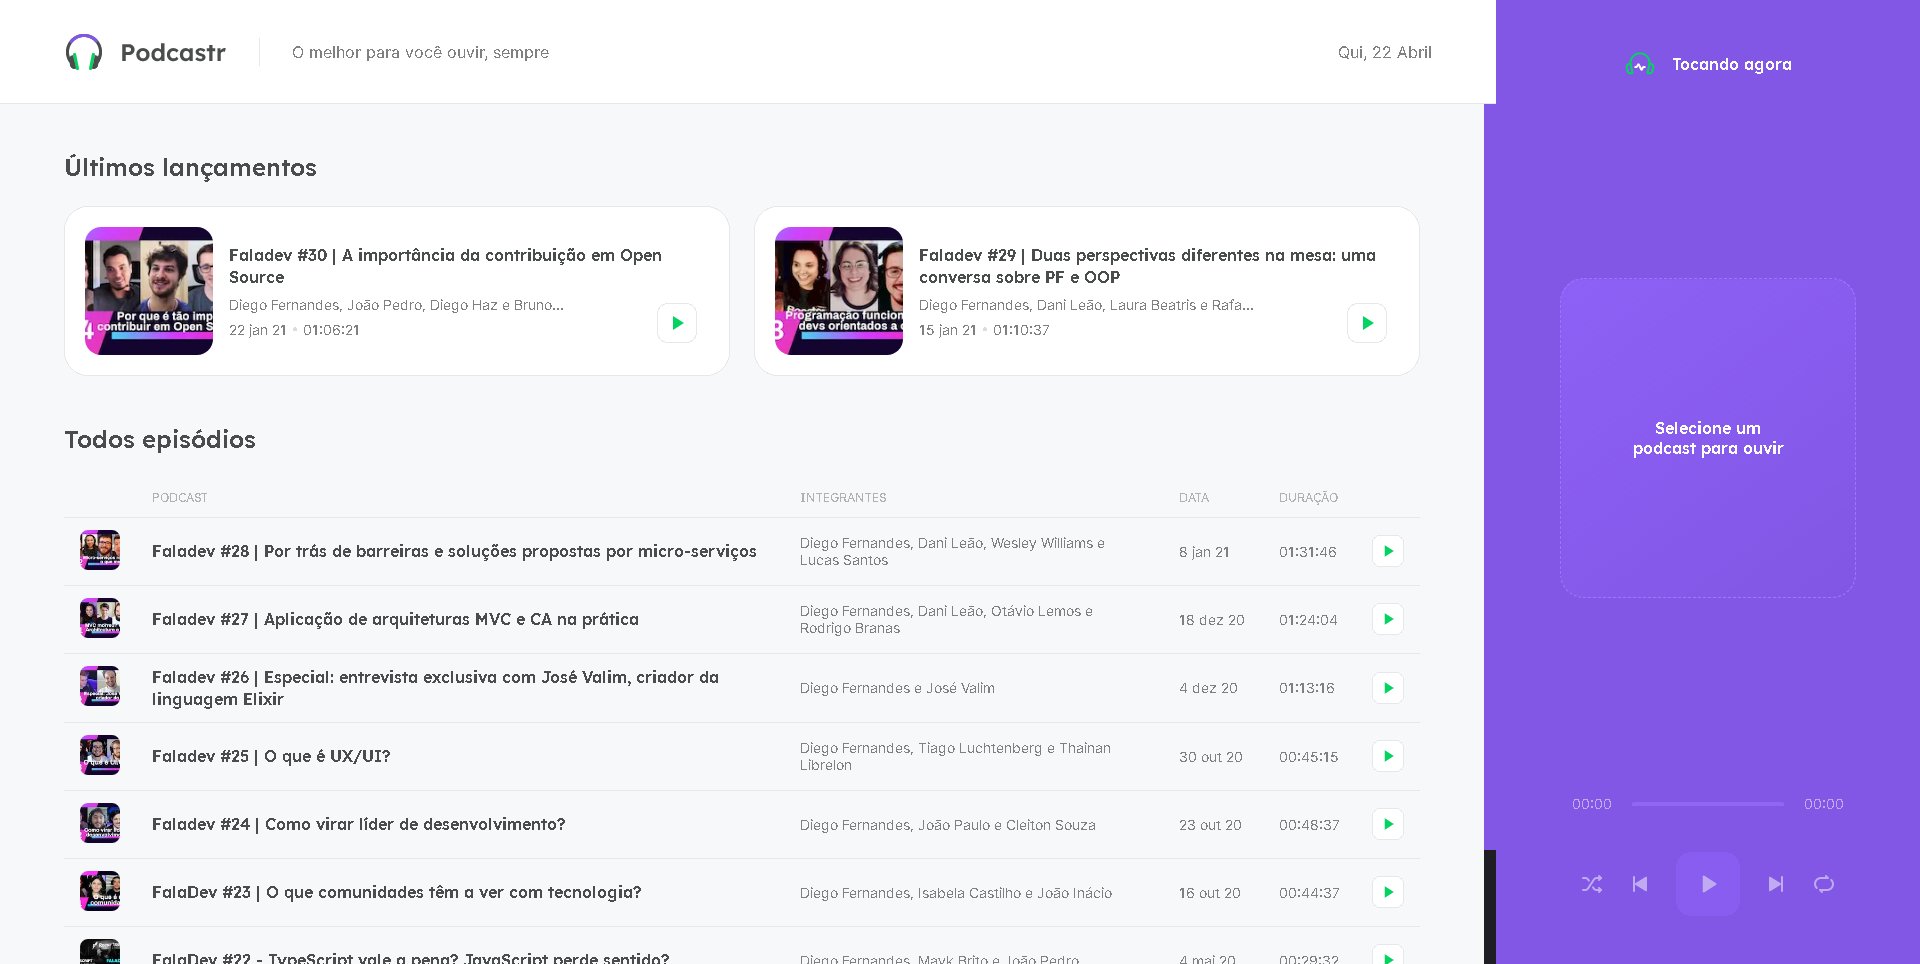 Podcastr
O melhor para você ouvir, sempre
Qui, 22 Abril
Tocando agora
Últimos lançamentos
Por que é tão imp
contribuir em Open S
Faladev #30 | A importância da contribuição em Open
Source
Diego Fernandes, João Pedro, Diego Haz e Bruno...
22 jan 21 • 01:06:21
Programação funcion
devs orientados a
Faladev #29 | Duas perspectivas diferentes na mesa: uma
conversa sobre PF e OOP
Diego Fernandes, Dani Leão, Laura Beatris e Rafa...
15 jan 21 • 01:10:37
Selecione um
podcast para ouvir
Todos episódios
PODCAST INTEGRANTES DATA DURAÇÃO
Faladev #28 | Por trás de barreiras e soluções propostas por micro-serviços
Diego Fernandes, Dani Leão, Wesley Williams e
Lucas Santos
8 jan 21
01:31:46
Faladev #27 | Aplicação de arquiteturas MVC e CA na prática
Diego Fernandes, Dani Leão, Otávio Lemos e
Rodrigo Branas
18 dez 20
01:24:04
Faladev #26 | Especial: entrevista exclusiva com José Valim, criador da
linguagem Elixir
Diego Fernandes e José Valim
4 dez 20
01:13:16
Faladev #25 | O que é UX/UI?
Diego Fernandes, Tiago Luchtenberg e Thainan
Librelon
30 out 20
00:45:15
Faladev #24 | Como virar líder de desenvolvimento?
Diego Fernandes, João Paulo e Cleiton Souza
23 out 20
00:48:37
FalaDev #23 | O que comunidades têm a ver com tecnologia?
Diego Fernandes, Isabela Castilho e João Inácio
16 out 20
00:44:37
FalaDev #22 - TypeScript vale a pena? JavaScript perde sentido?
Diego Fernandes, Mayk Brito e João Pedro
4 mai 20
00:29:32
00:00 00:00